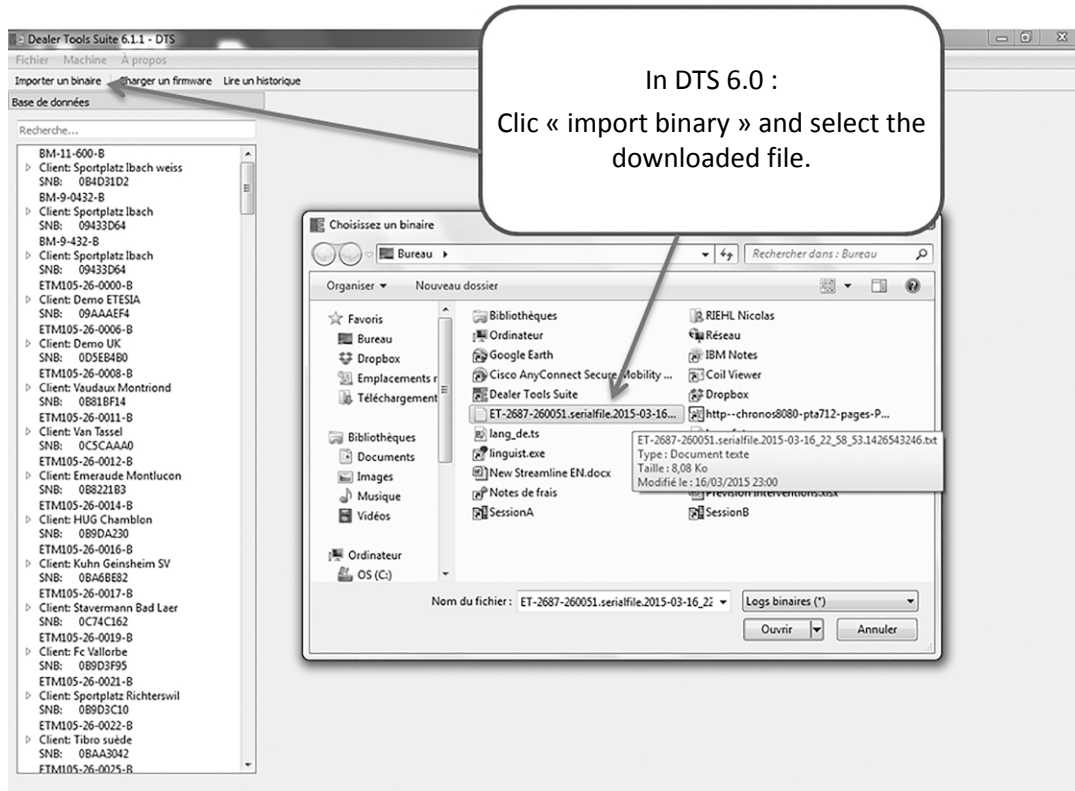 Dealer Tools Suite 6.1.1 - DTS
Fichier Machine À propos
Importer un binaire Charger un firmware Lire un historique
Base de données
Recherche...
BM-11-600-B
Client: Sportplatz Ibach weiss
SNB: 0B4D31D2
BM-9-0432-B
Client: Sportplatz Ibach
SNB: 09433D64
BM-9-432-B
Client: Sportplatz Ibach
SNB: 09433D64
ETM105-26-0000-B
Client: Demo ETESIA
SNB: 09AAAEF4
ETM105-26-0006-B
Client: Demo UK
SNB: 0D5EB4B0
ETM105-26-0008-B
Client: Vaudaux Montriond
SNB: 0B81BF14
ETM105-26-0011-B
Client: Van Tassel
SNB: 0C5CAAA0
ETM105-26-0012-B
Client: Emeraude Montlucon
SNB: 0B8221B3
ETM105-26-0014-B
Client: HUG Chamblon
SNB: 0B9DA230
ETM105-26-0016-B
Client: Kuhn Geinsheim SV
SNB: 0BA6BE82
ETM105-26-0017-B
Client: Stavermann Bad Laer
SNB: 0C74C162
ETM105-26-0019-B
Client: Fc Vallorbe
SNB: 0B9D3F95
ETM105-26-0021-B
Client: Sportplatz Richterswil
SNB: 0B9D3C10
ETM105-26-0022-B
Client: Tibro suède
SNB: 0BAA3042
ETM105-26-0025-B
In DTS 6.0 :
Clic « import binary » and select the
downloaded file.
Choisissez un binaire
Bureau
Rechercher dans : Bureau
Organiser Nouveau dossier
Favoris
Bureau
Dropbox
Emplacements r
Téléchargement
Bibliothèques
Documents
Images
Musique
Vidéos
Ordinateur
OS (C:)
Bibliothèques
Ordinateur
Google Earth
Cisco AnyConnect Secure Mobility ...
Dealer Tools Suite
ET-2687-260051.serialfile.2015-03-16...
lang_de.ts
linguist.exe
New Streamline EN.docx
Notes de frais
SessionA
RIEHL Nicolas
Réseau
IBM Notes
Coil Viewer
Dropbox
http--chronos8080-pta712-pages-P...
ET-2687-260051.serialfile.2015-03-16_22_58_53.1426543246.txt
Type : Document texte
Taille : 8,08 Ko
Modifié le : 16/03/2015 23:00
Prévision interventions.xlsx
SessionB
Nom du fichier : ET-2687-260051.serialfile.2015-03-16_22
Logs binaires (*)
Ouvrir
Annuler